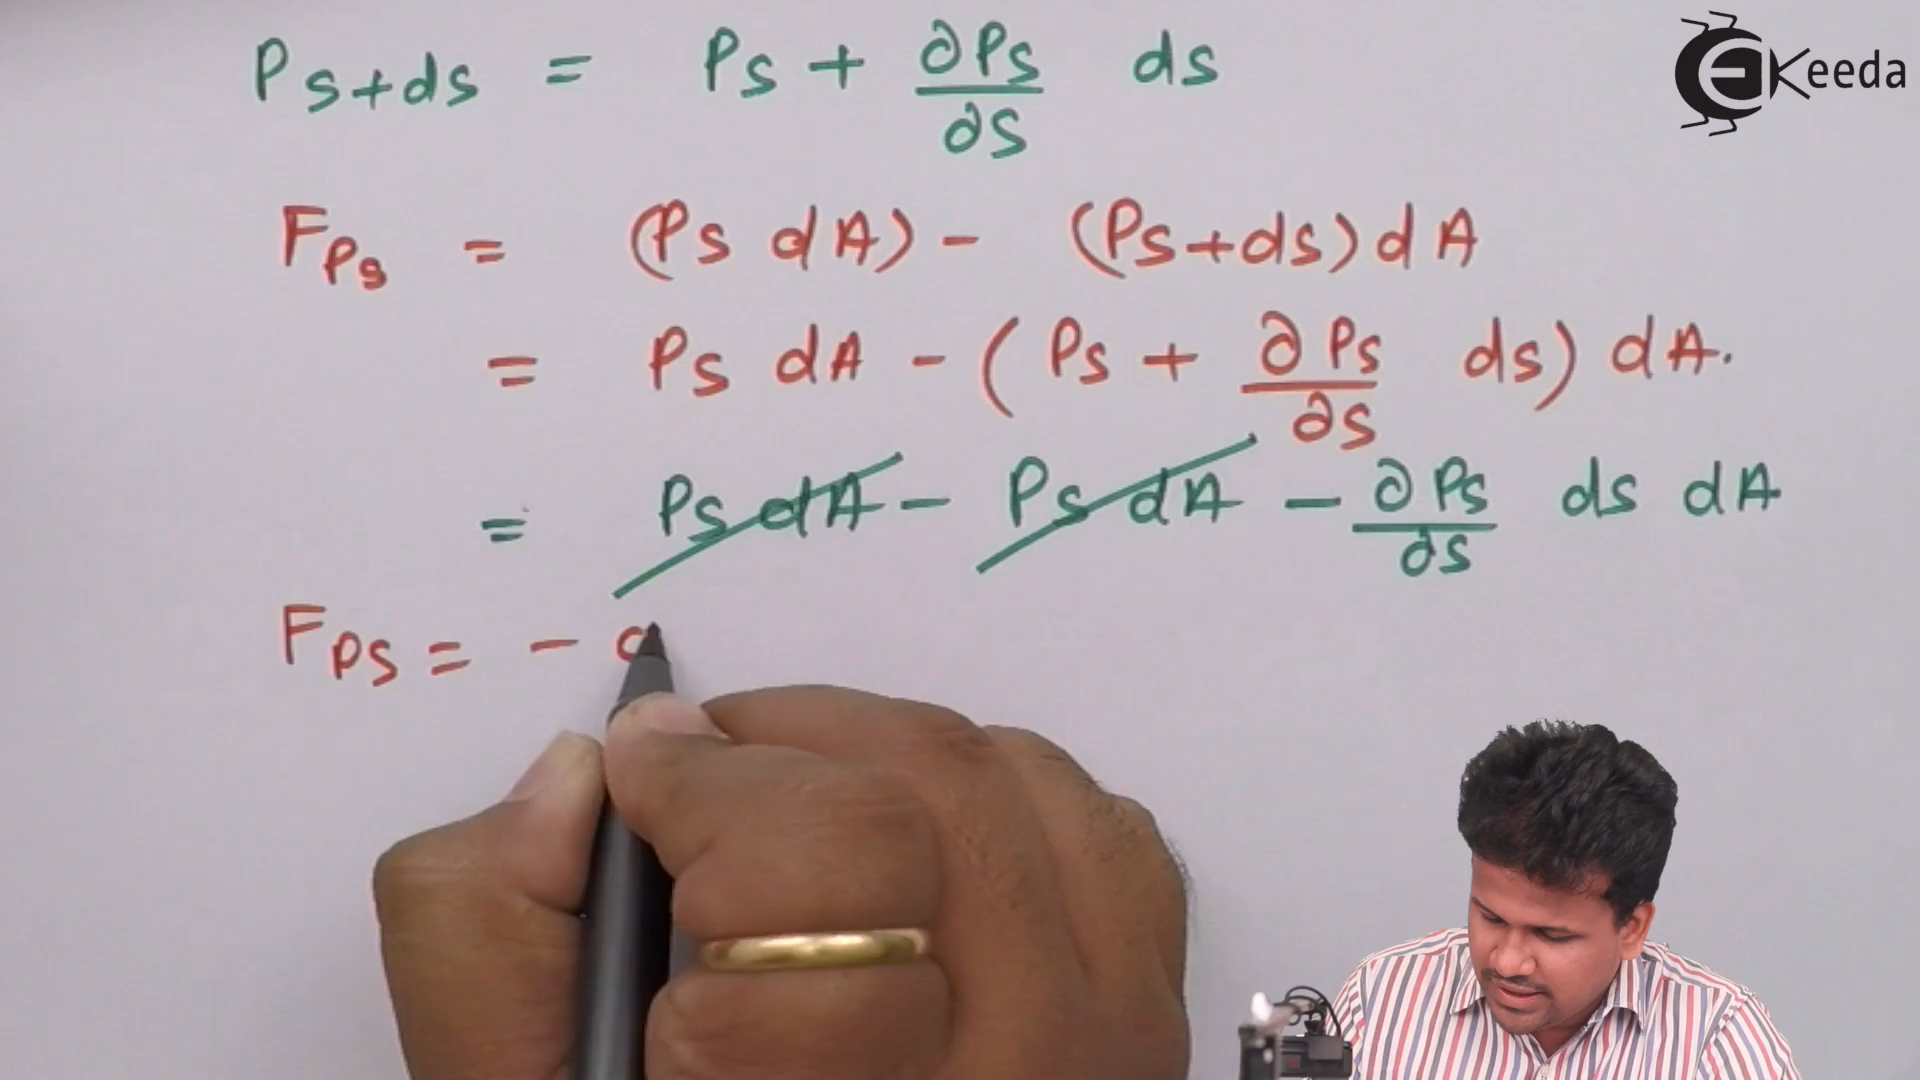 Ekeeda
Ps+ds = Ps + ∂Ps/∂s ds
FPs = (Ps dA) - (Ps+ds) dA
= Ps dA - (Ps + ∂Ps/∂s ds) dA.
= Ps dA - Ps dA - ∂Ps/∂s ds dA
FPs = -